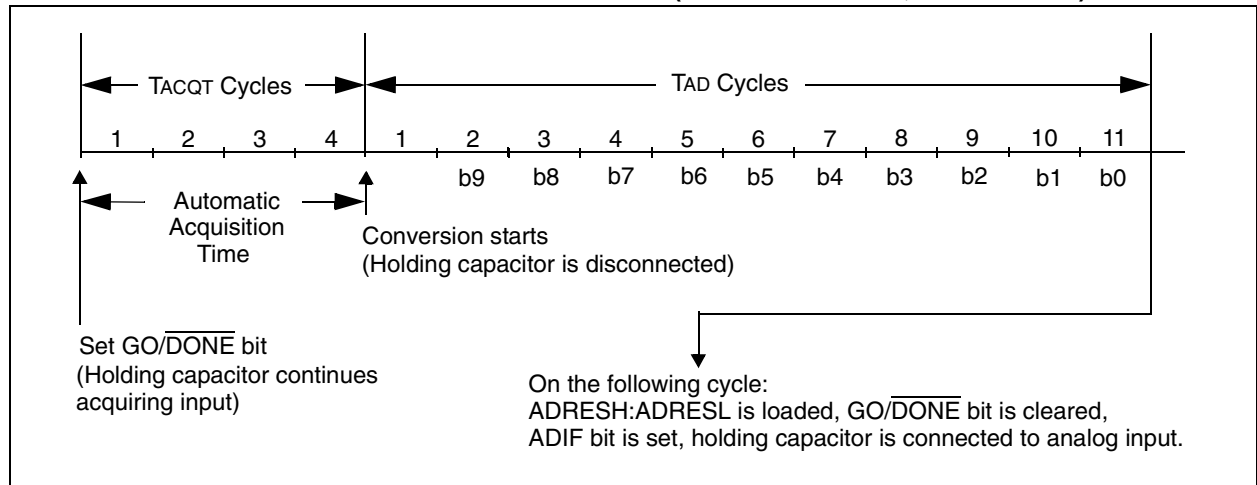 TACQT Cycles
TAD Cycles
1 2 3 4 1 2 3 4 5 6 7 8 9 10 11
b9 b8 b7 b6 b5 b4 b3 b2 b1 b0
Automatic
Acquisition
Time
Conversion starts
(Holding capacitor is disconnected)
Set GO/DONE bit
(Holding capacitor continues
acquiring input)
On the following cycle:
ADRESH:ADRESL is loaded, GO/DONE bit is cleared,
ADIF bit is set, holding capacitor is connected to analog input.